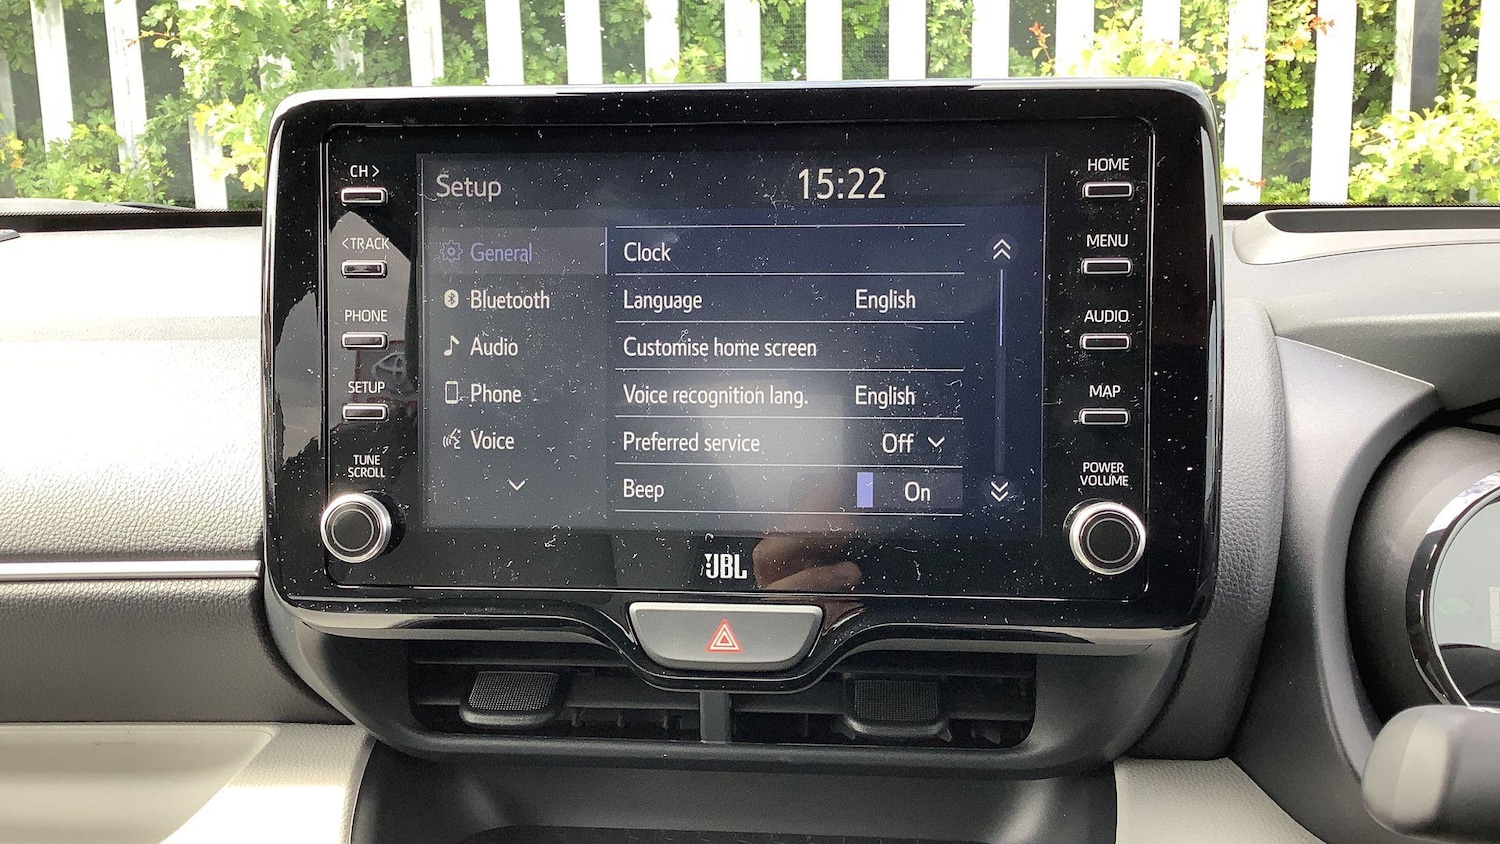 Setup
15:22
General
Bluetooth
Audio
Phone
Voice
Clock
Language English
Customise home screen
Voice recognition lang. English
Preferred service Off
Beep On
CH >
< TRACK
PHONE
SETUP
TUNE
SCROLL
HOME
MENU
AUDIO
MAP
POWER
VOLUME
JBL